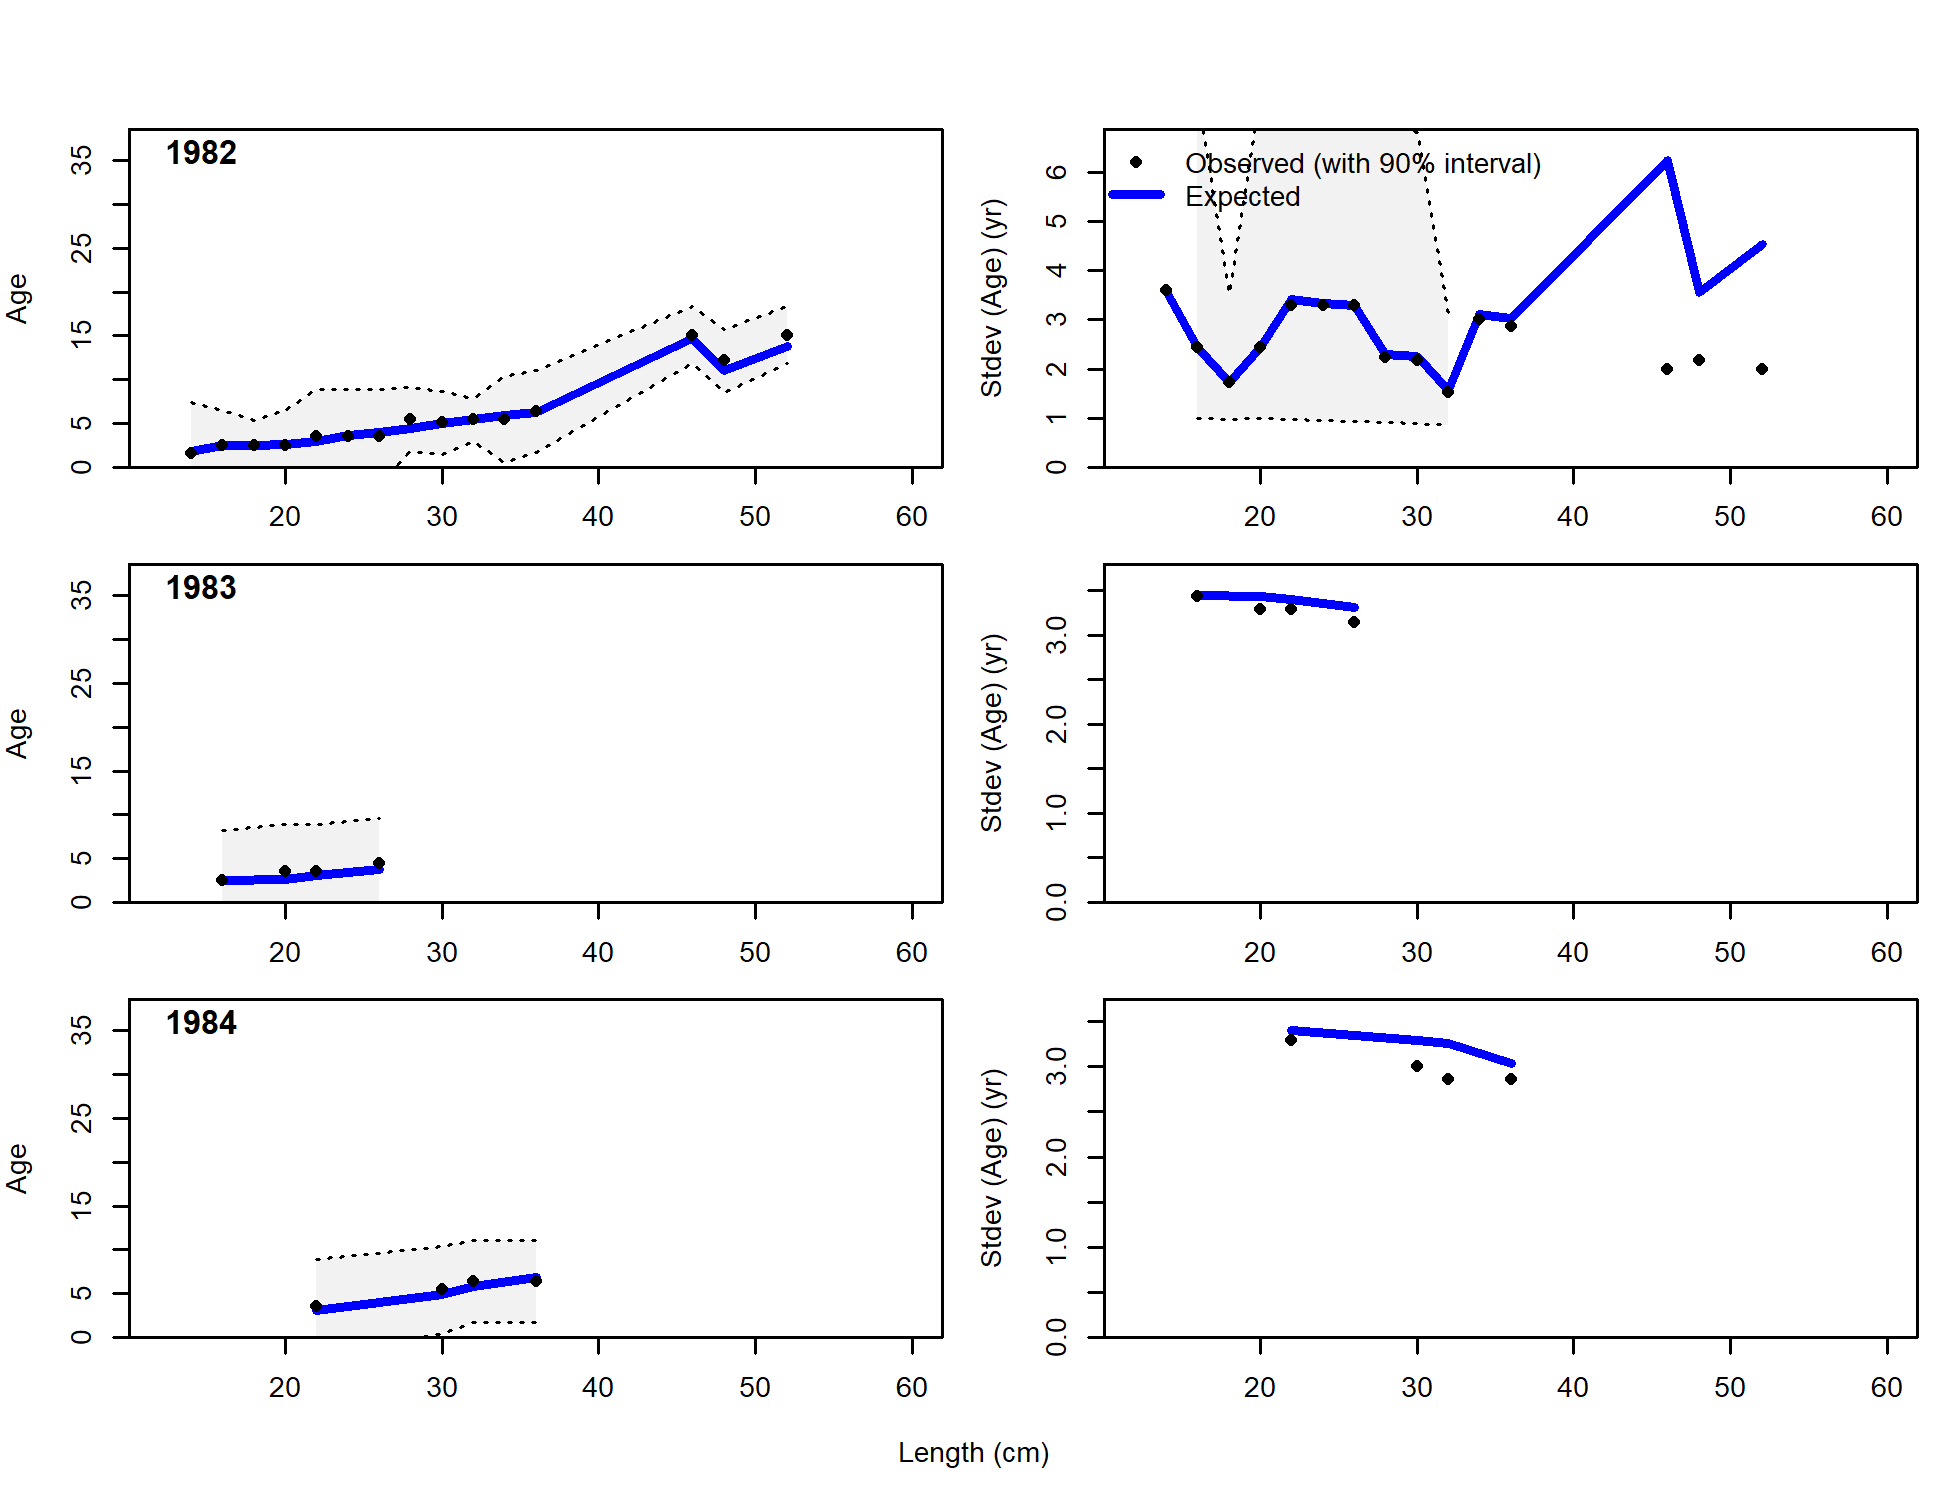 1982
Age
0 5 15 25 35
20 30 40 50 60
Observed (with 90% interval)
Expected
Stdev (Age) (yr)
0 1 2 3 4 5 6
20 30 40 50 60
1983
Age
0 5 15 25 35
20 30 40 50 60
Stdev (Age) (yr)
0.0 1.0 2.0 3.0
20 30 40 50 60
1984
Age
0 5 15 25 35
20 30 40 50 60
Stdev (Age) (yr)
0.0 1.0 2.0 3.0
20 30 40 50 60
Length (cm)